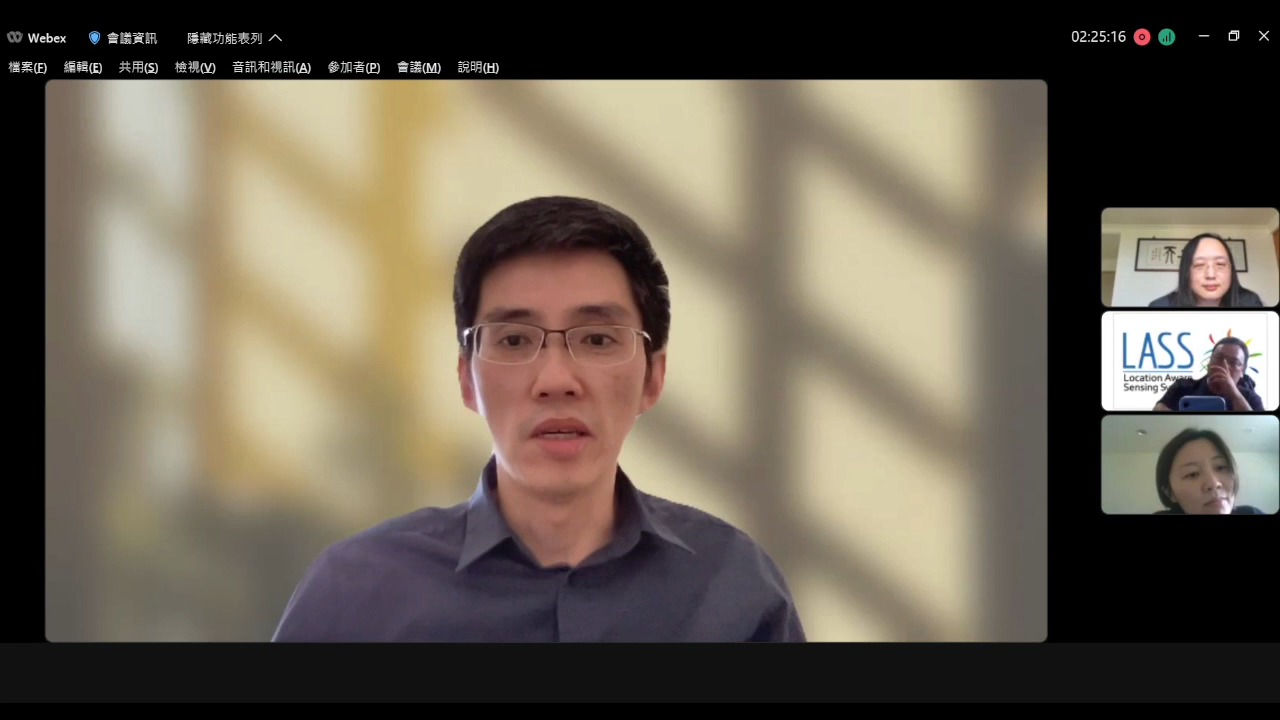 Webex 會議資訊 隱藏功能表列 02:25:16
檔案(F) 編輯(E) 共用(S) 檢視(V) 音訊和視訊(A) 參加者(P) 會議(M) 說明(H)
LASS
Location Aware
Sensing